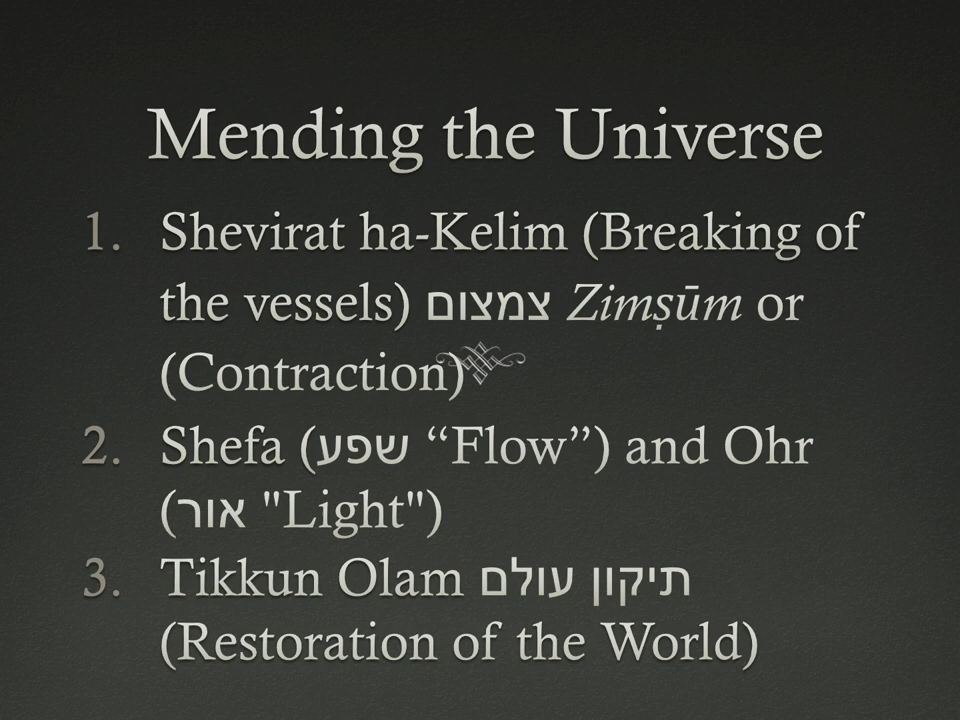 Mending the Universe
1. Shevirat ha-Kelim (Breaking of
the vessels) צמצום Zimṣūm or
(Contraction)
2. Shefa (שפע “Flow”) and Ohr
(אור "Light")
3. Tikkun Olam תיקון עולם
(Restoration of the World)